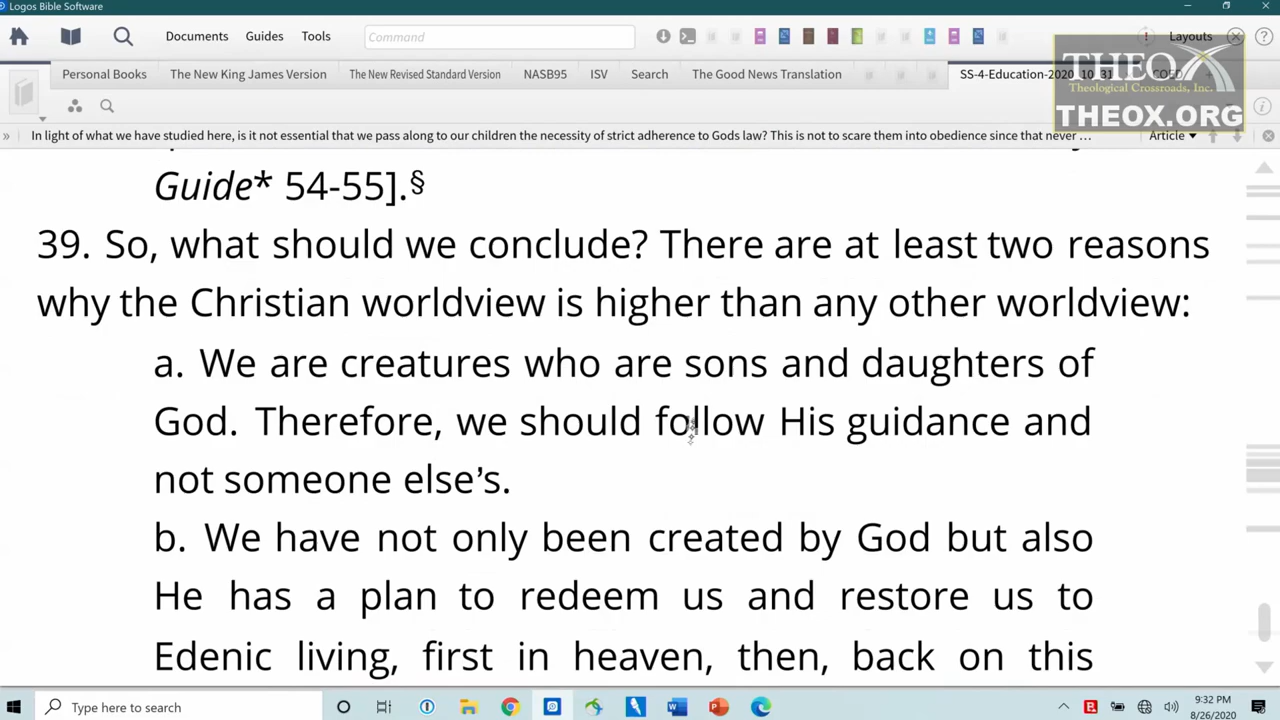 Logos Bible Software
Documents Guides Tools Command Layouts
Personal Books The New King James Version The New Revised Standard Version NASB95 ISV Search The Good News Translation SS-4-Education-2020_10_31
THEOX
Theological Crossroads, Inc.
THEOX.ORG
In light of what we have studied here, is it not essential that we pass along to our children the necessity of strict adherence to Gods law? This is not to scare them into obedience since that never ... Article
Guide* 54-55].§
39. So, what should we conclude? There are at least two reasons
why the Christian worldview is higher than any other worldview:
a. We are creatures who are sons and daughters of
God. Therefore, we should follow His guidance and
not someone else’s.
b. We have not only been created by God but also
He has a plan to redeem us and restore us to
Edenic living, first in heaven, then, back on this
Type here to search
9:32 PM
8/26/2020